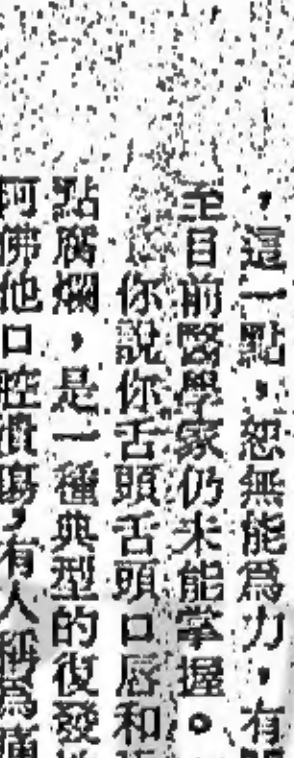 ，這一點，恕無能爲力，有
至目前醫學家仍未能掌握。
你說你舌頭舌頭口唇和
點腐爛，是一種典型的復發
阿佛他口腔潰瘍，有人稱爲